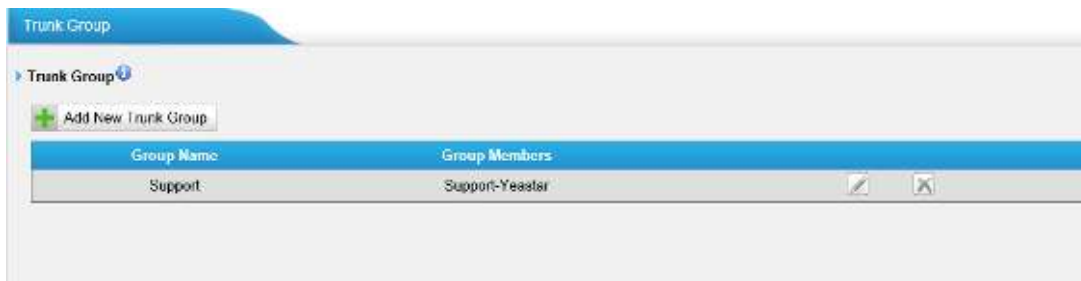 Trunk Group
Trunk Group
Add New Trunk Group
Group Name Group Members
Support Support-Yeastar